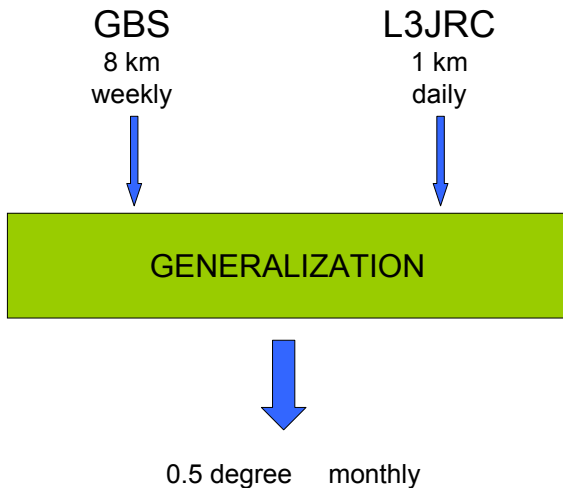 GBS L3JRC
8 km 1 km
weekly daily
GENERALIZATION
0.5 degree monthly